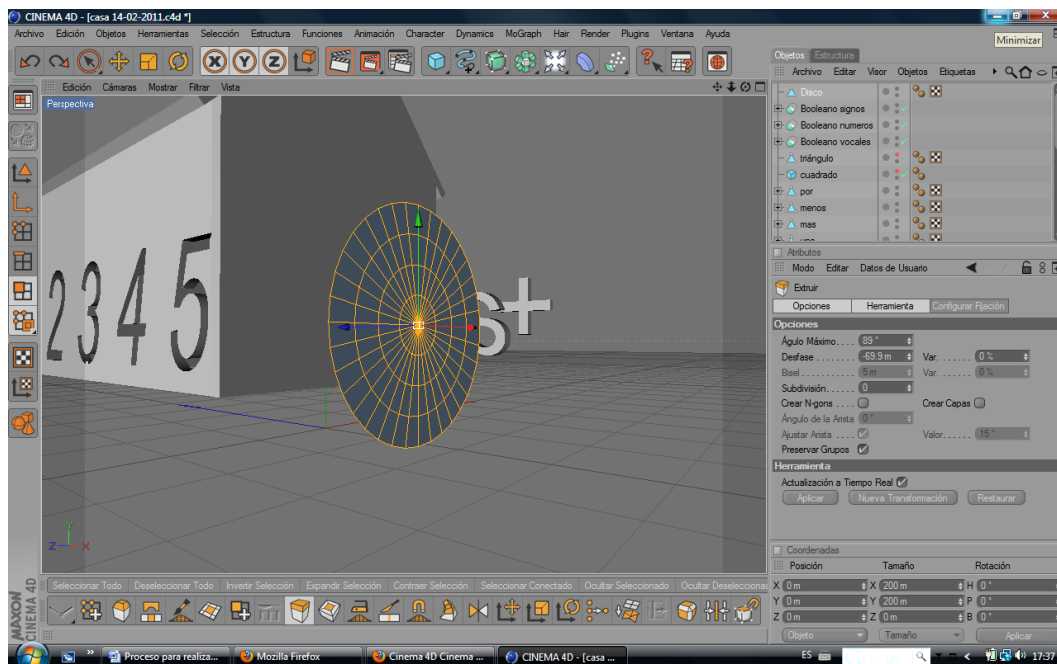 CINEMA 4D - [casa 14-02-2011.c4d *]
Archivo Edición Objetos Herramientas Selección Estructura Funciones Animación Character Dynamics MoGraph Hair Render Plugins Ventana Ayuda
Minimizar
Edición Cámaras Mostrar Filtrar Vista
Perspectiva
2 3 4 5
S+
Y
Z X
Objetos Estructura
Archivo Editar Visor Objetos Etiquetas
Disco
Booleano signos
Booleano numeros
Booleano vocales
triángulo
cuadrado
por
menos
mas
Atributos
Modo Editar Datos de Usuario
Extruir
Opciones Herramienta Configurar Fijación
Opciones
Águlo Máximo.... 89 °
Desfase ......... -69.9 m Var. ...... 0 %
Bisel ........... 5 m Var. ...... 0 %
Subdivisión..... 0
Crear N-gons .... Crear Capas
Ángulo de la Arista 0 °
Ajustar Arista .... Valor....... 15 °
Preservar Grupos
Herramienta
Actualización a Tiempo Real
Aplicar Nueva Transformación Restaurar
Coordenadas
Posición Tamaño Rotación
X 0 m X 200 m H 0 °
Y 0 m Y 200 m P 0 °
Z 0 m Z 0 m B 0 °
Objeto Tamaño Aplicar
Seleccionar Todo Deseleccionar Todo Invertir Selección Expandir Selección Contraer Selección Seleccionar Conectado Ocultar Seleccionado Ocultar Deselecciona
MAXON
CINEMA 4D
Proceso para realiza... Mozilla Firefox Cinema 4D Cinema ... CINEMA 4D - [casa ... ES 17:37